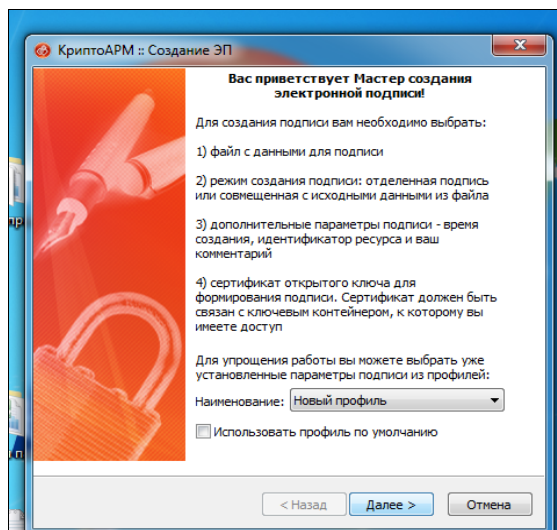 КриптоАРМ :: Создание ЭП
Вас приветствует Мастер создания
электронной подписи!
Для создания подписи вам необходимо выбрать:
1) файл с данными для подписи
2) режим создания подписи: отделенная подпись
или совмещенная с исходными данными из файла
3) дополнительные параметры подписи - время
создания, идентификатор ресурса и ваш
комментарий
4) сертификат открытого ключа для
формирования подписи. Сертификат должен быть
связан с ключевым контейнером, к которому вы
имеете доступ
Для упрощения работы вы можете выбрать уже
установленные параметры подписи из профилей:
Наименование: Новый профиль
Использовать профиль по умолчанию
< Назад Далее > Отмена